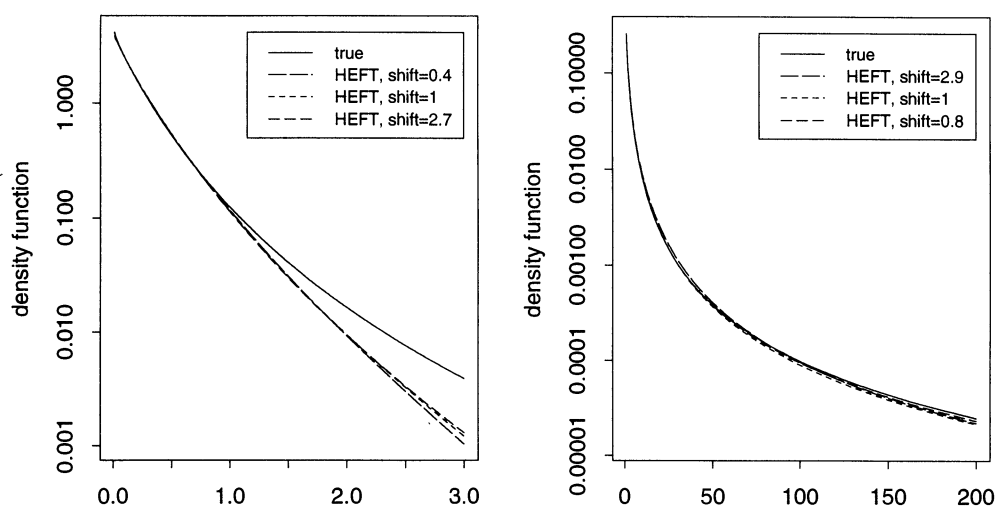 density function
1.000
0.100
0.010
0.001
true
HEFT, shift=0.4
HEFT, shift=1
HEFT, shift=2.7
0.0
1.0
2.0
3.0
density function
0.10000
0.0100
0.00100
0.0001
0.00001
true
HEFT, shift=2.9
HEFT, shift=1
HEFT, shift=0.8
0
50
100
150
200